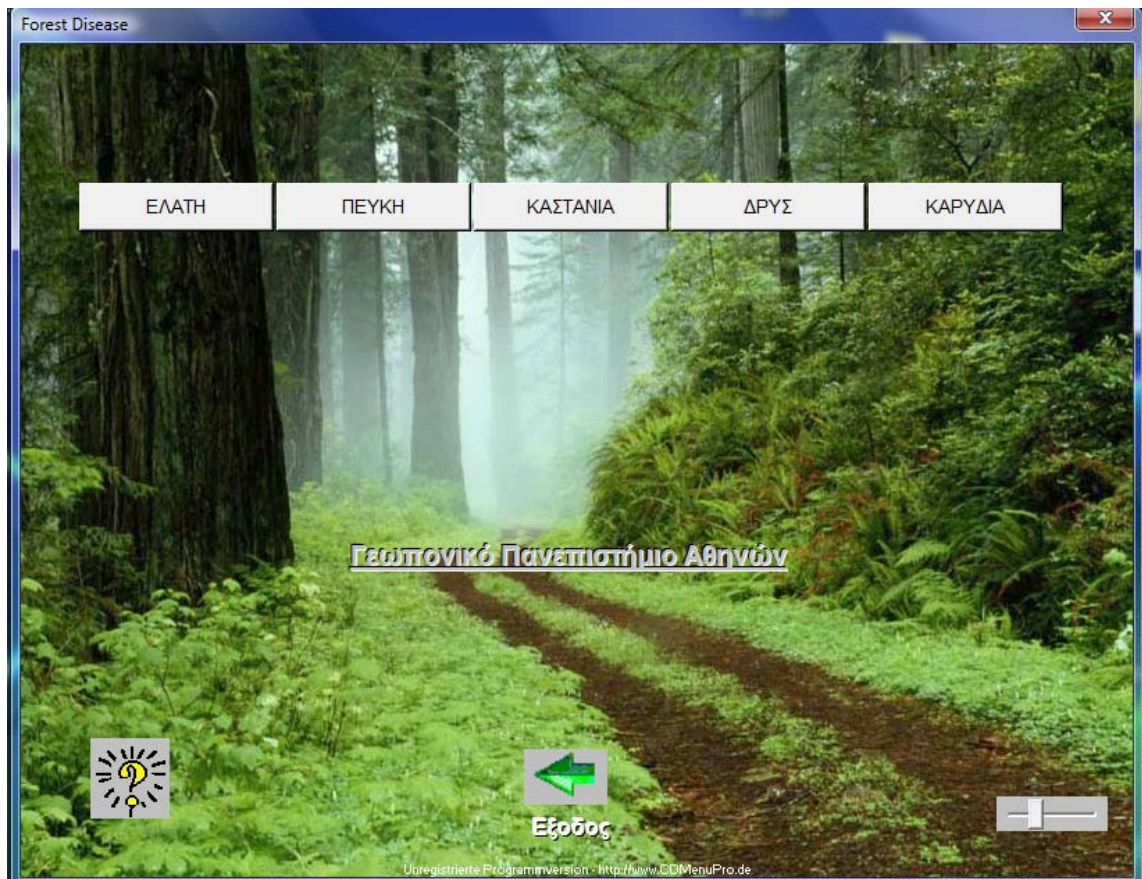 Forest Disease
ΕΛΑΤΗ ΠΕΥΚΗ ΚΑΣΤΑΝΙΑ ΔΡΥΣ ΚΑΡΥΔΙΑ
Γεωπονικό Πανεπιστήμιο Αθηνών
?
Εξοδος
Unregistrierte Programmversion - http://www.CDMenuPro.de